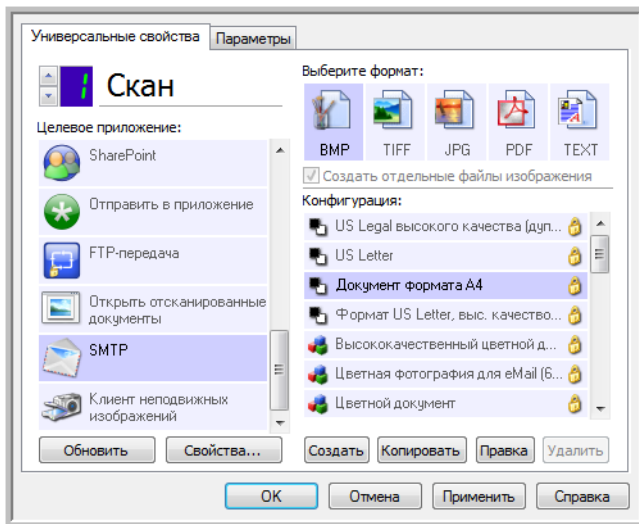 Универсальные свойства
Параметры
1
Скан
Целевое приложение:
SharePoint
Отправить в приложение
FTP-передача
Открыть отсканированные
документы
SMTP
Клиент неподвижных
изображений
Обновить
Свойства...
Выберите формат:
BMP
TIFF
JPG
PDF
TEXT
Создать отдельные файлы изображения
Конфигурация:
US Legal высокого качества (дуп...
US Letter
Документ формата A4
Формат US Letter, выс. качество...
Высококачественный цветной д...
Цветная фотография для eMail (6...
Цветной документ
Создать
Копировать
Правка
Удалить
OK
Отмена
Применить
Справка